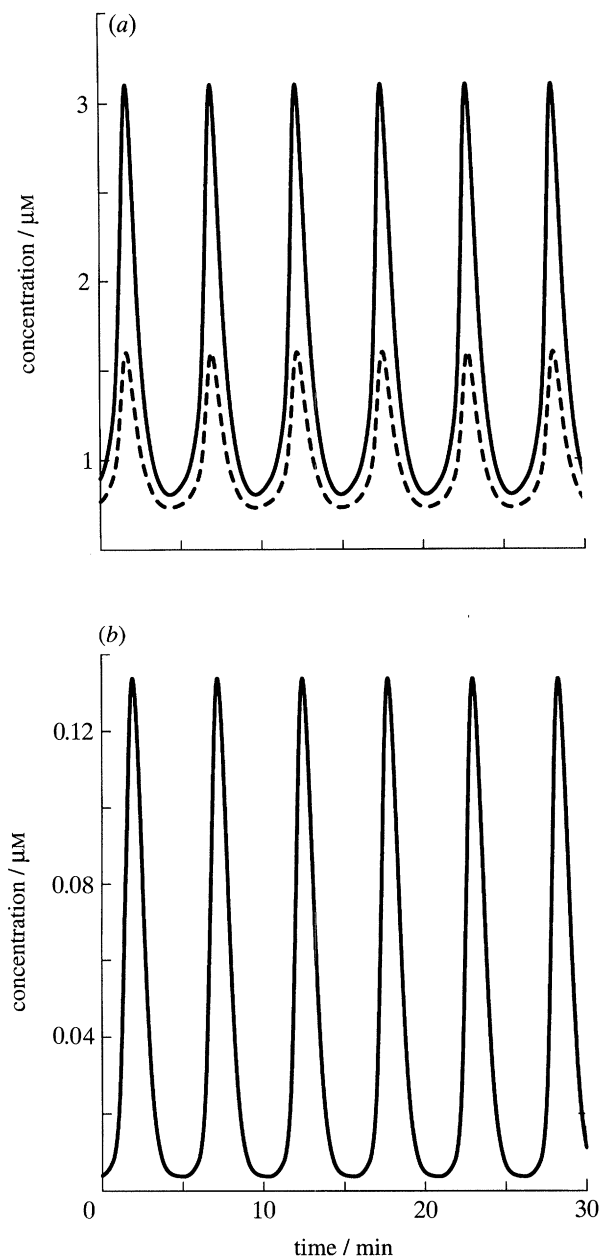 (a)
3
2
1
concentration / μM
(b)
0.12
0.08
0.04
concentration / μM
0
10
20
30
time / min